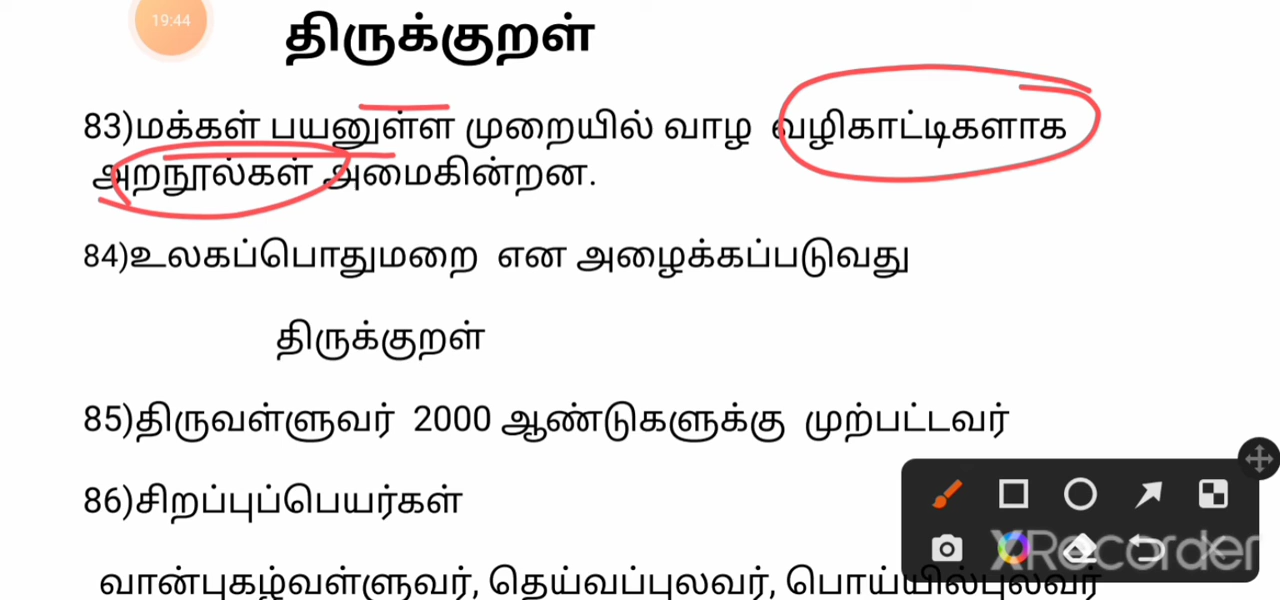 19:44
திருக்குறள்
83)மக்கள் பயனுள்ள முறையில் வாழ வழிகாட்டிகளாக
அறநூல்கள் அமைகின்றன.
84)உலகப்பொதுமறை என அழைக்கப்படுவது
திருக்குறள்
85)திருவள்ளுவர் 2000 ஆண்டுகளுக்கு முற்பட்டவர்
86)சிறப்புப்பெயர்கள்
XRecorder
வான்புகழ்வள்ளுவர், தெய்வப்புலவர், பொய்யில்புலவர்